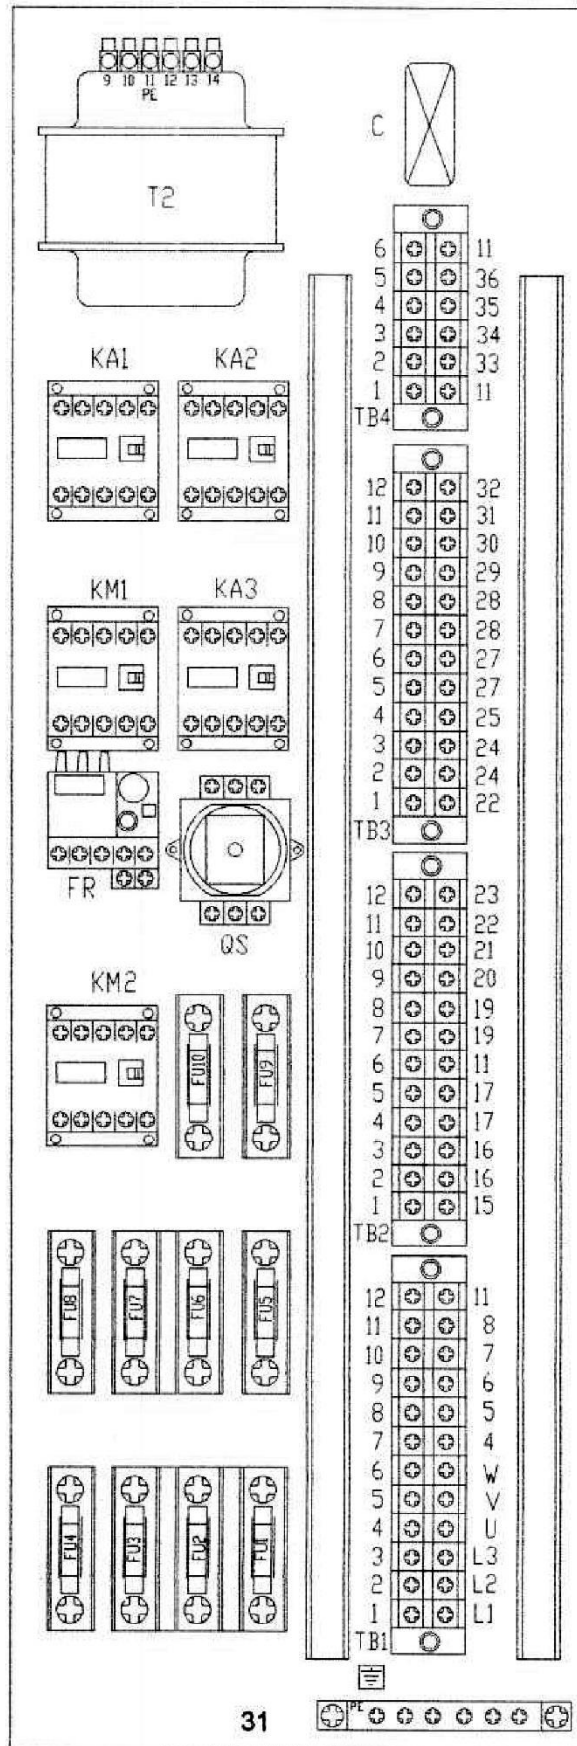 9 10 11 12 13 14
PE
T2
C
6 11
5 36
4 35
3 34
2 33
1 11
TB4
KA1 KA2
12 32
11 31
10 30
9 29
8 28
7 28
6 27
5 27
4 25
3 24
2 24
1 22
TB3
KM1 KA3
FR
QS
12 23
11 22
10 21
9 20
8 19
7 19
6 11
5 17
4 17
3 16
2 16
1 15
TB2
KM2
FU10 FU9
FU8 FU7 FU6 FU5
12 11
11 8
10 7
9 6
8 5
7 4
6 W
5 V
4 U
3 L3
2 L2
1 L1
TB1
FU4 FU3 FU2 FU1
PE
31